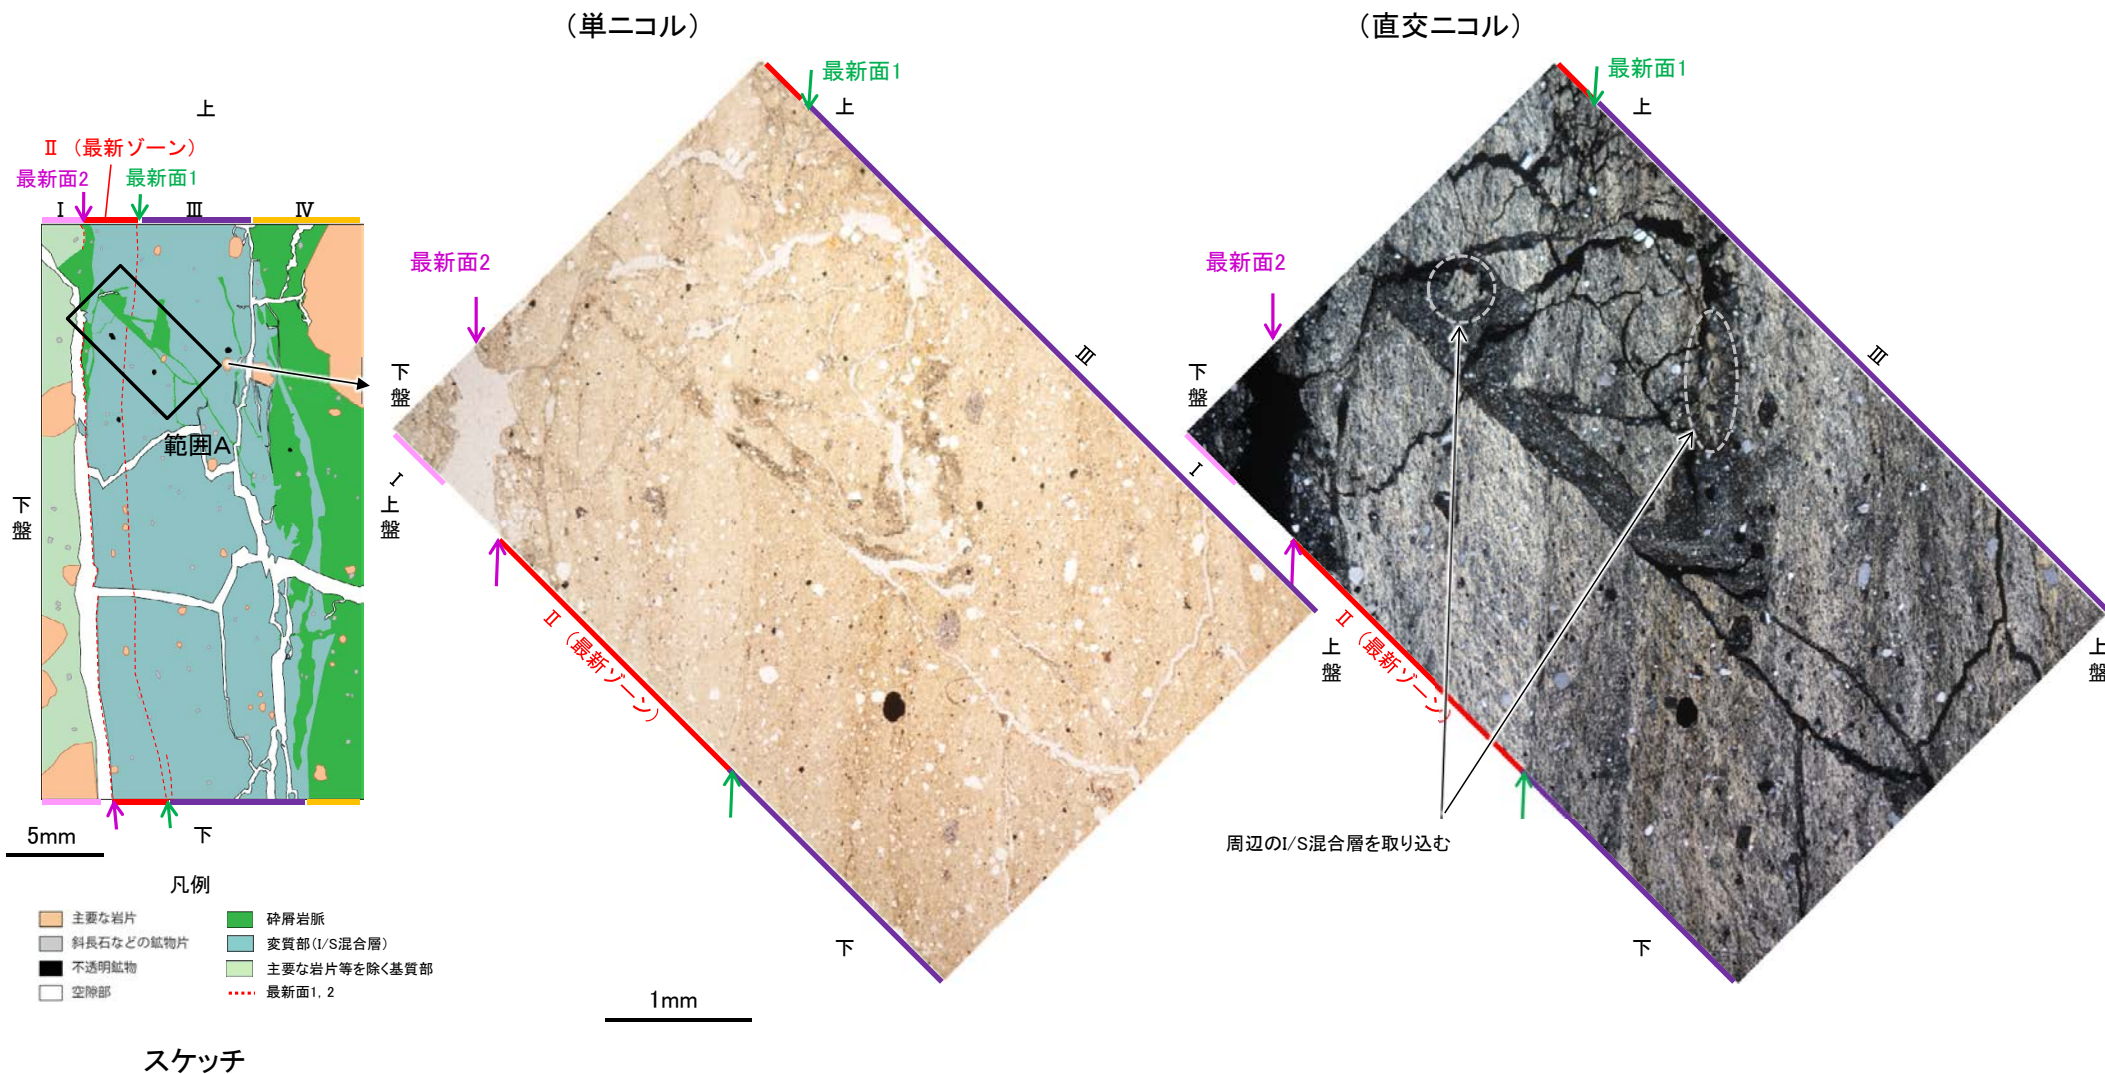 (単ニコル)
(直交ニコル)
上
Ⅱ (最新ゾーン)
最新面2
最新面1
Ⅰ
Ⅲ
Ⅳ
範囲A
下盤
上盤
下
5mm
凡例
主要な岩片
斜長石などの鉱物片
不透明鉱物
空隙部
砕屑岩脈
変質部(I/S混合層)
主要な岩片等を除く基質部
最新面1, 2
スケッチ
最新面1
上
最新面2
下盤
Ⅰ
Ⅲ
Ⅱ (最新ゾーン)
上盤
下
1mm
最新面1
上
最新面2
下盤
Ⅰ
Ⅲ
Ⅱ (最新ゾーン)
上盤
周辺のI/S混合層を取り込む
下